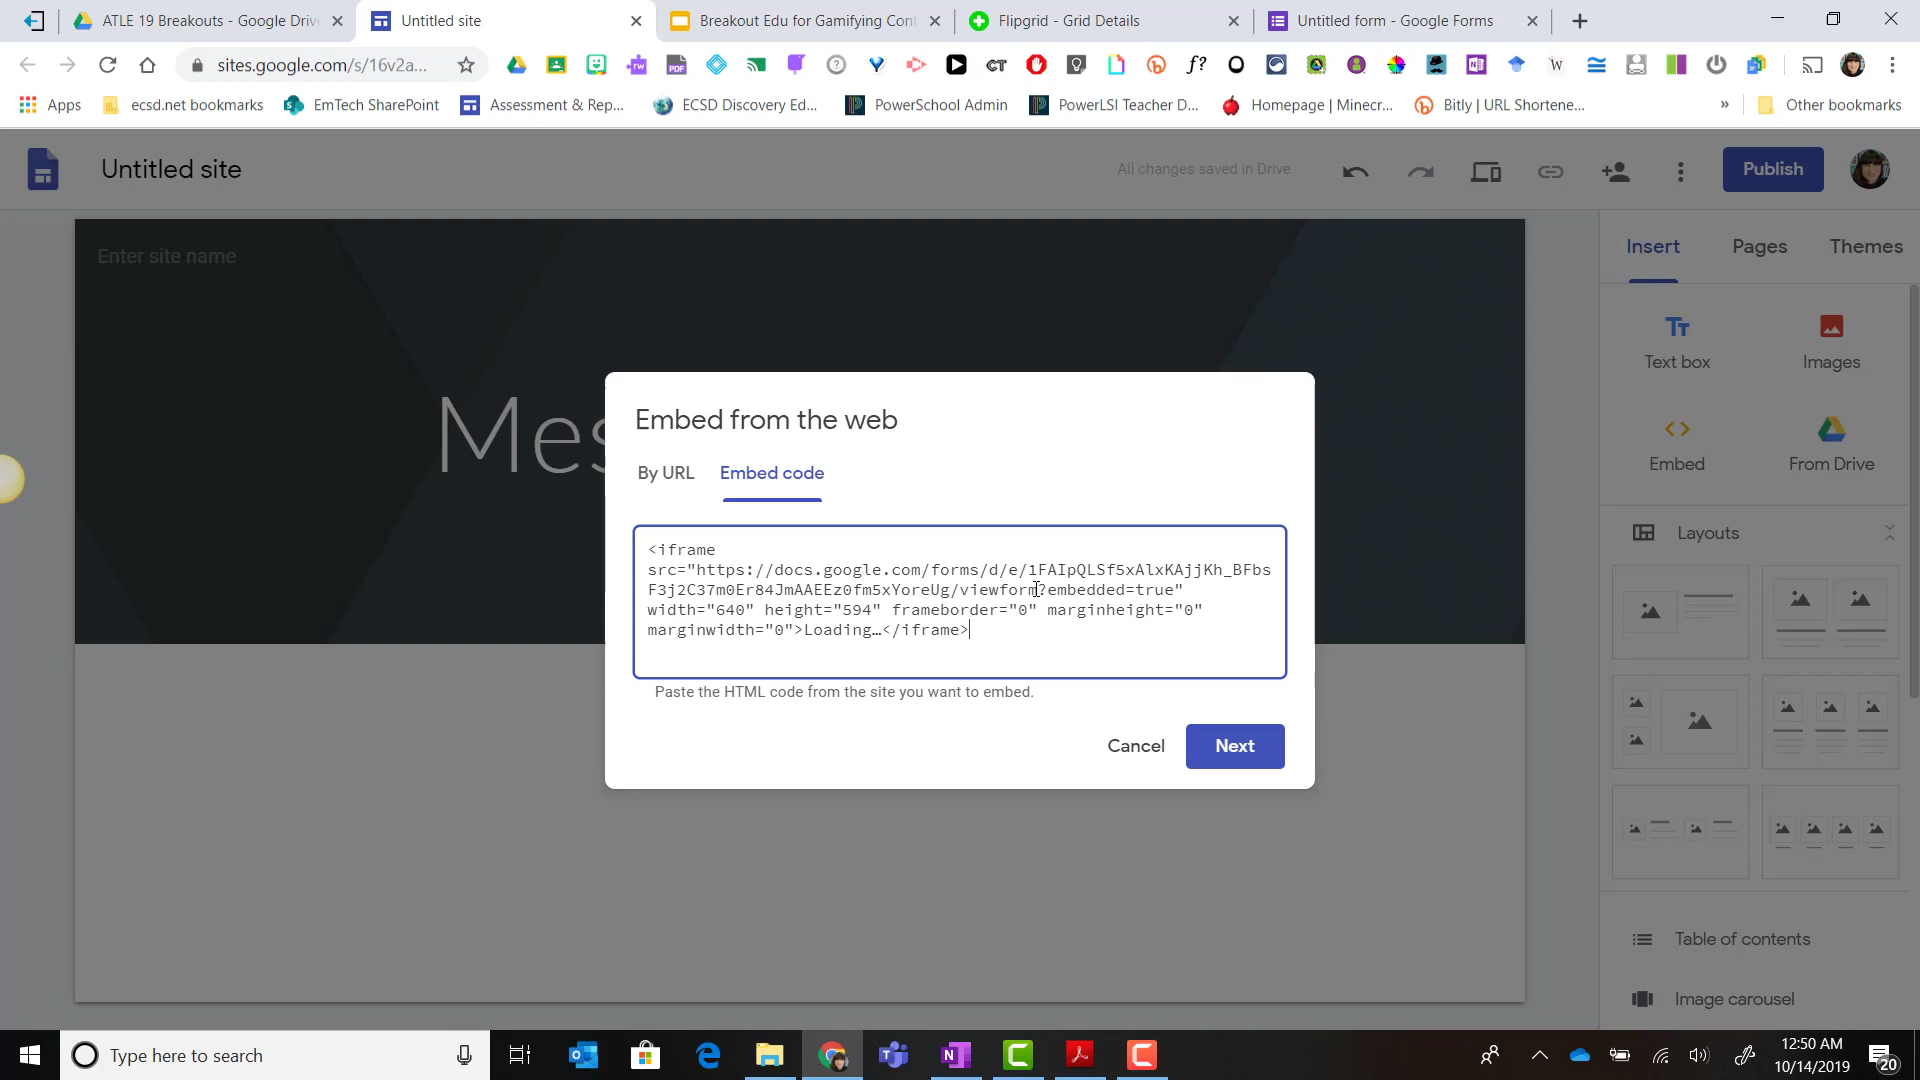 ATLE 19 Breakouts - Google Drive
Untitled site
Breakout Edu for Gamifying Con
Flipgrid - Grid Details
Untitled form - Google Forms
sites.google.com/s/16v2a...
Apps
ecsd.net bookmarks
EmTech SharePoint
Assessment & Rep...
ECSD Discovery Ed...
PowerSchool Admin
PowerLSI Teacher D...
Homepage | Minecr...
Bitly | URL Shortene...
»
Other bookmarks
Untitled site
All changes saved in Drive
Publish
Enter site name
Mes
Insert
Pages
Themes
Text box
Images
Embed
From Drive
Layouts
Table of contents
Image carousel
Embed from the web
By URL
Embed code
<iframe
src="https://docs.google.com/forms/d/e/1FAIpQLSf5xAlxKAjjKh_BFbs
F3j2C37m0Er84JmAAEEz0fm5xYoreUg/viewform?embedded=true"
width="640" height="594" frameborder="0" marginheight="0"
marginwidth="0">Loading…</iframe>
Paste the HTML code from the site you want to embed.
Cancel
Next
Type here to search
12:50 AM
10/14/2019
20